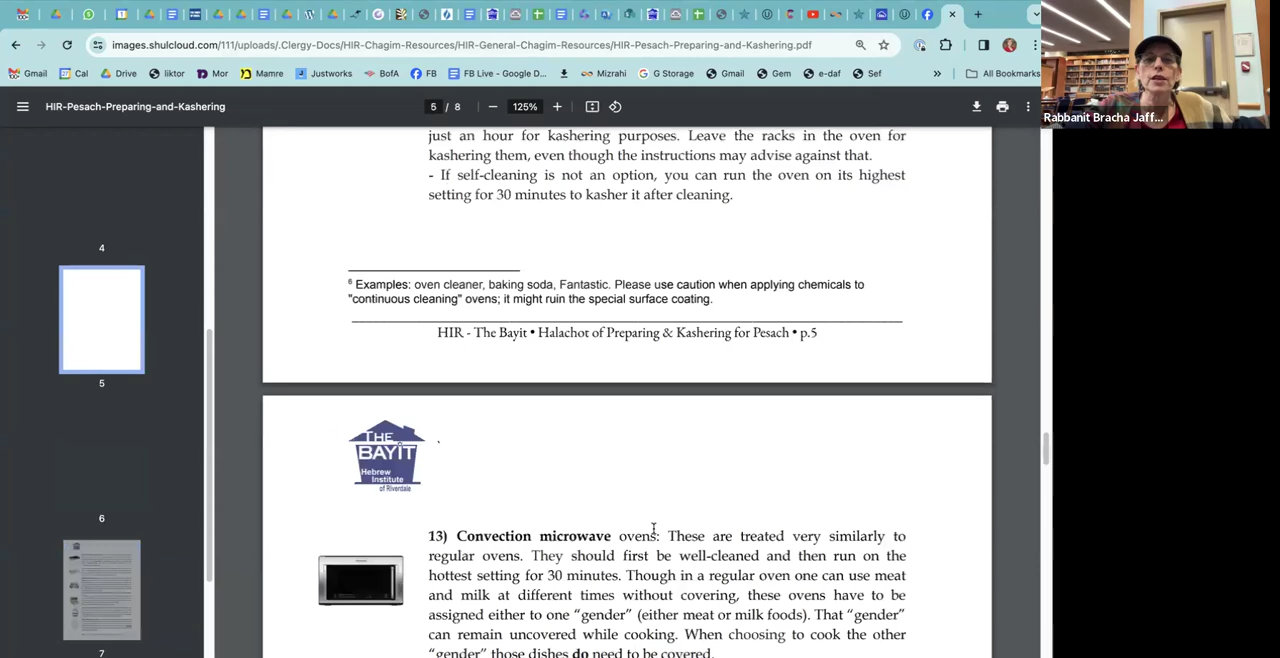 images.shulcloud.com/111/uploads/.Clergy-Docs/HIR-Chagim-Resources/HIR-General-Chagim-Resources/HIR-Pesach-Preparing-and-Kashering.pdf
Gmail Cal Drive liktor Mor Mamre Justworks BofA FB FB Live - Google D... Mizrahi G Storage Gmail Gem e-daf Sef » All Bookmarks
Rabbanit Bracha Jaff...
HIR-Pesach-Preparing-and-Kashering 5 / 8 125%
just an hour for kashering purposes. Leave the racks in the oven for
kashering them, even though the instructions may advise against that.
- If self-cleaning is not an option, you can run the oven on its highest
setting for 30 minutes to kasher it after cleaning.
4
6 Examples: oven cleaner, baking soda, Fantastic. Please use caution when applying chemicals to
"continuous cleaning" ovens; it might ruin the special surface coating.
HIR - The Bayit • Halachot of Preparing & Kashering for Pesach • p.5
5
THE
BAYIT
Hebrew
Institute
of Riverdale
6
13) Convection microwave ovens: These are treated very similarly to
regular ovens. They should first be well-cleaned and then run on the
hottest setting for 30 minutes. Though in a regular oven one can use meat
and milk at different times without covering, these ovens have to be
assigned either to one “gender” (either meat or milk foods). That “gender”
can remain uncovered while cooking. When choosing to cook the other
“gender” those dishes do need to be covered.
7